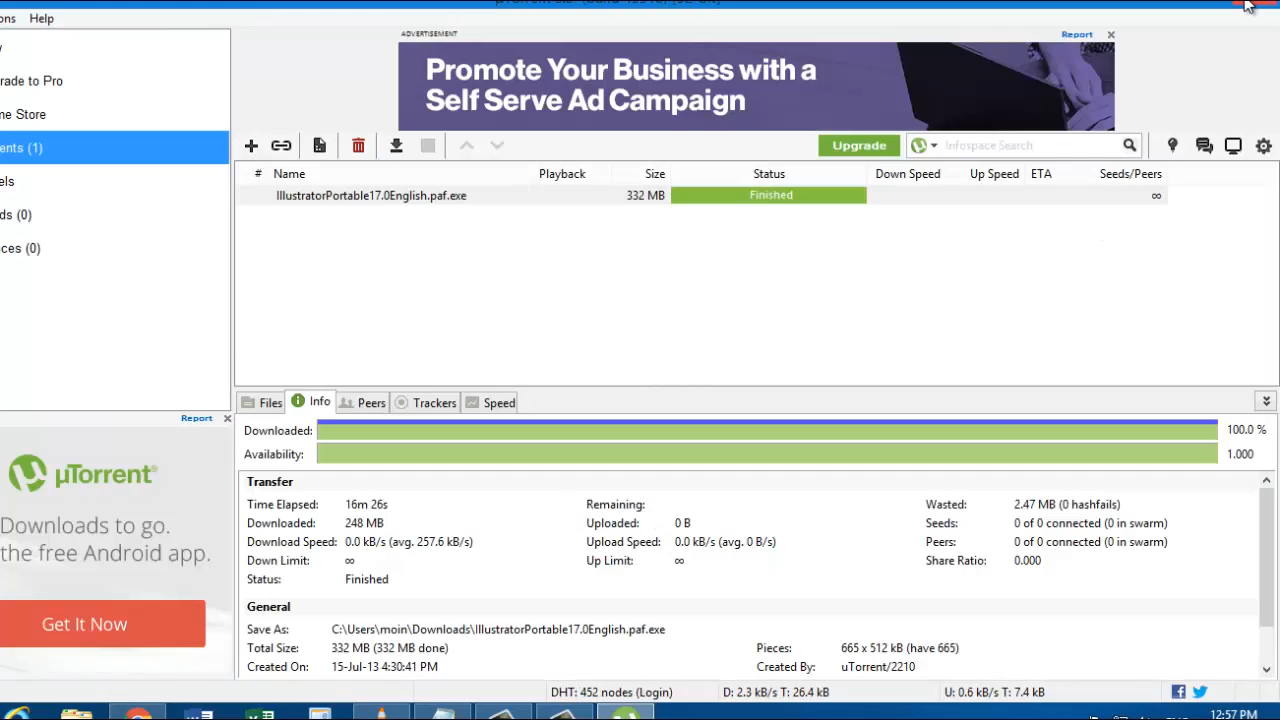 ons Help
ADVERTISEMENT Report
Promote Your Business with a
Self Serve Ad Campaign
rade to Pro
me Store
ents (1)
els
ds (0)
ces (0)
Upgrade Infospace Search
# Name Playback Size Status Down Speed Up Speed ETA Seeds/Peers
IllustratorPortable17.0English.paf.exe 332 MB Finished ∞
Files Info Peers Trackers Speed
Report
µTorrent
Downloads to go.
the free Android app.
Get It Now
Downloaded: 100.0 %
Availability: 1.000
Transfer
Time Elapsed: 16m 26s Remaining: Wasted: 2.47 MB (0 hashfails)
Downloaded: 248 MB Uploaded: 0 B Seeds: 0 of 0 connected (0 in swarm)
Download Speed: 0.0 kB/s (avg. 257.6 kB/s) Upload Speed: 0.0 kB/s (avg. 0 B/s) Peers: 0 of 0 connected (0 in swarm)
Down Limit: ∞ Up Limit: ∞ Share Ratio: 0.000
Status: Finished
General
Save As: C:\Users\moin\Downloads\IllustratorPortable17.0English.paf.exe
Total Size: 332 MB (332 MB done) Pieces: 665 x 512 kB (have 665)
Created On: 15-Jul-13 4:30:41 PM Created By: uTorrent/2210
DHT: 452 nodes (Login) D: 2.3 kB/s T: 26.4 kB U: 0.6 kB/s T: 7.4 kB
12:57 PM